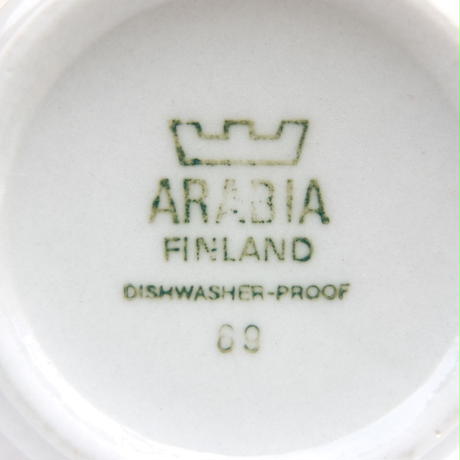 ARABIA
FINLAND
DISHWASHER-PROOF
69